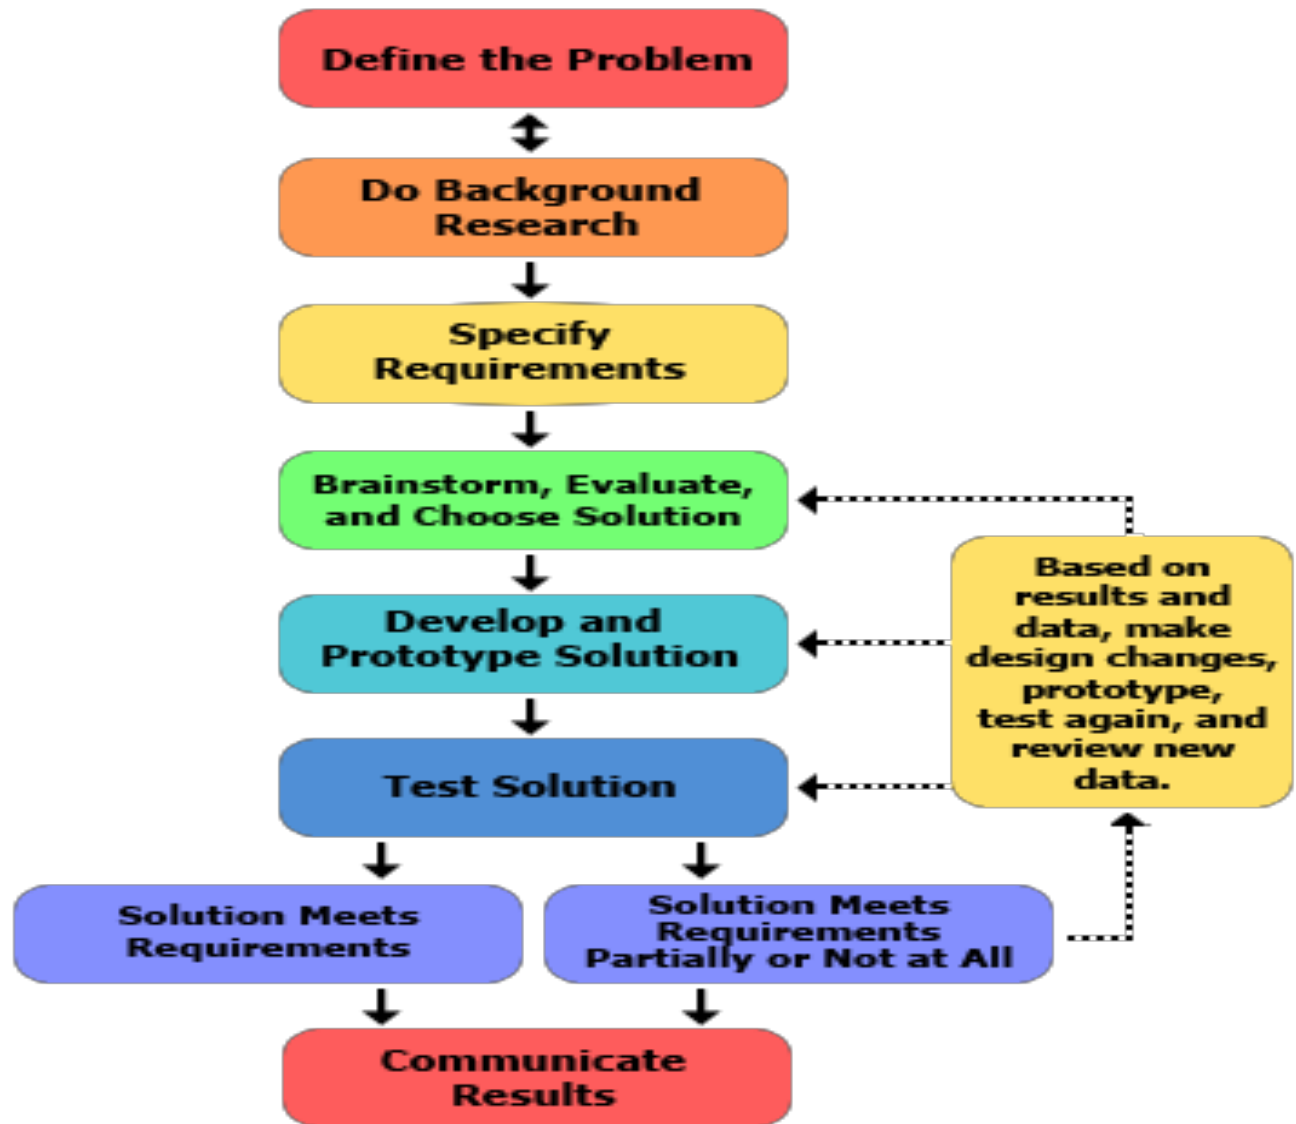 Define the Problem
Do Background
Research
Specify
Requirements
Brainstorm, Evaluate,
and Choose Solution
Develop and
Prototype Solution
Test Solution
Based on
results and
data, make
design changes,
prototype,
test again, and
review new
data.
Solution Meets
Requirements
Solution Meets
Requirements
Partially or Not at All
Communicate
Results